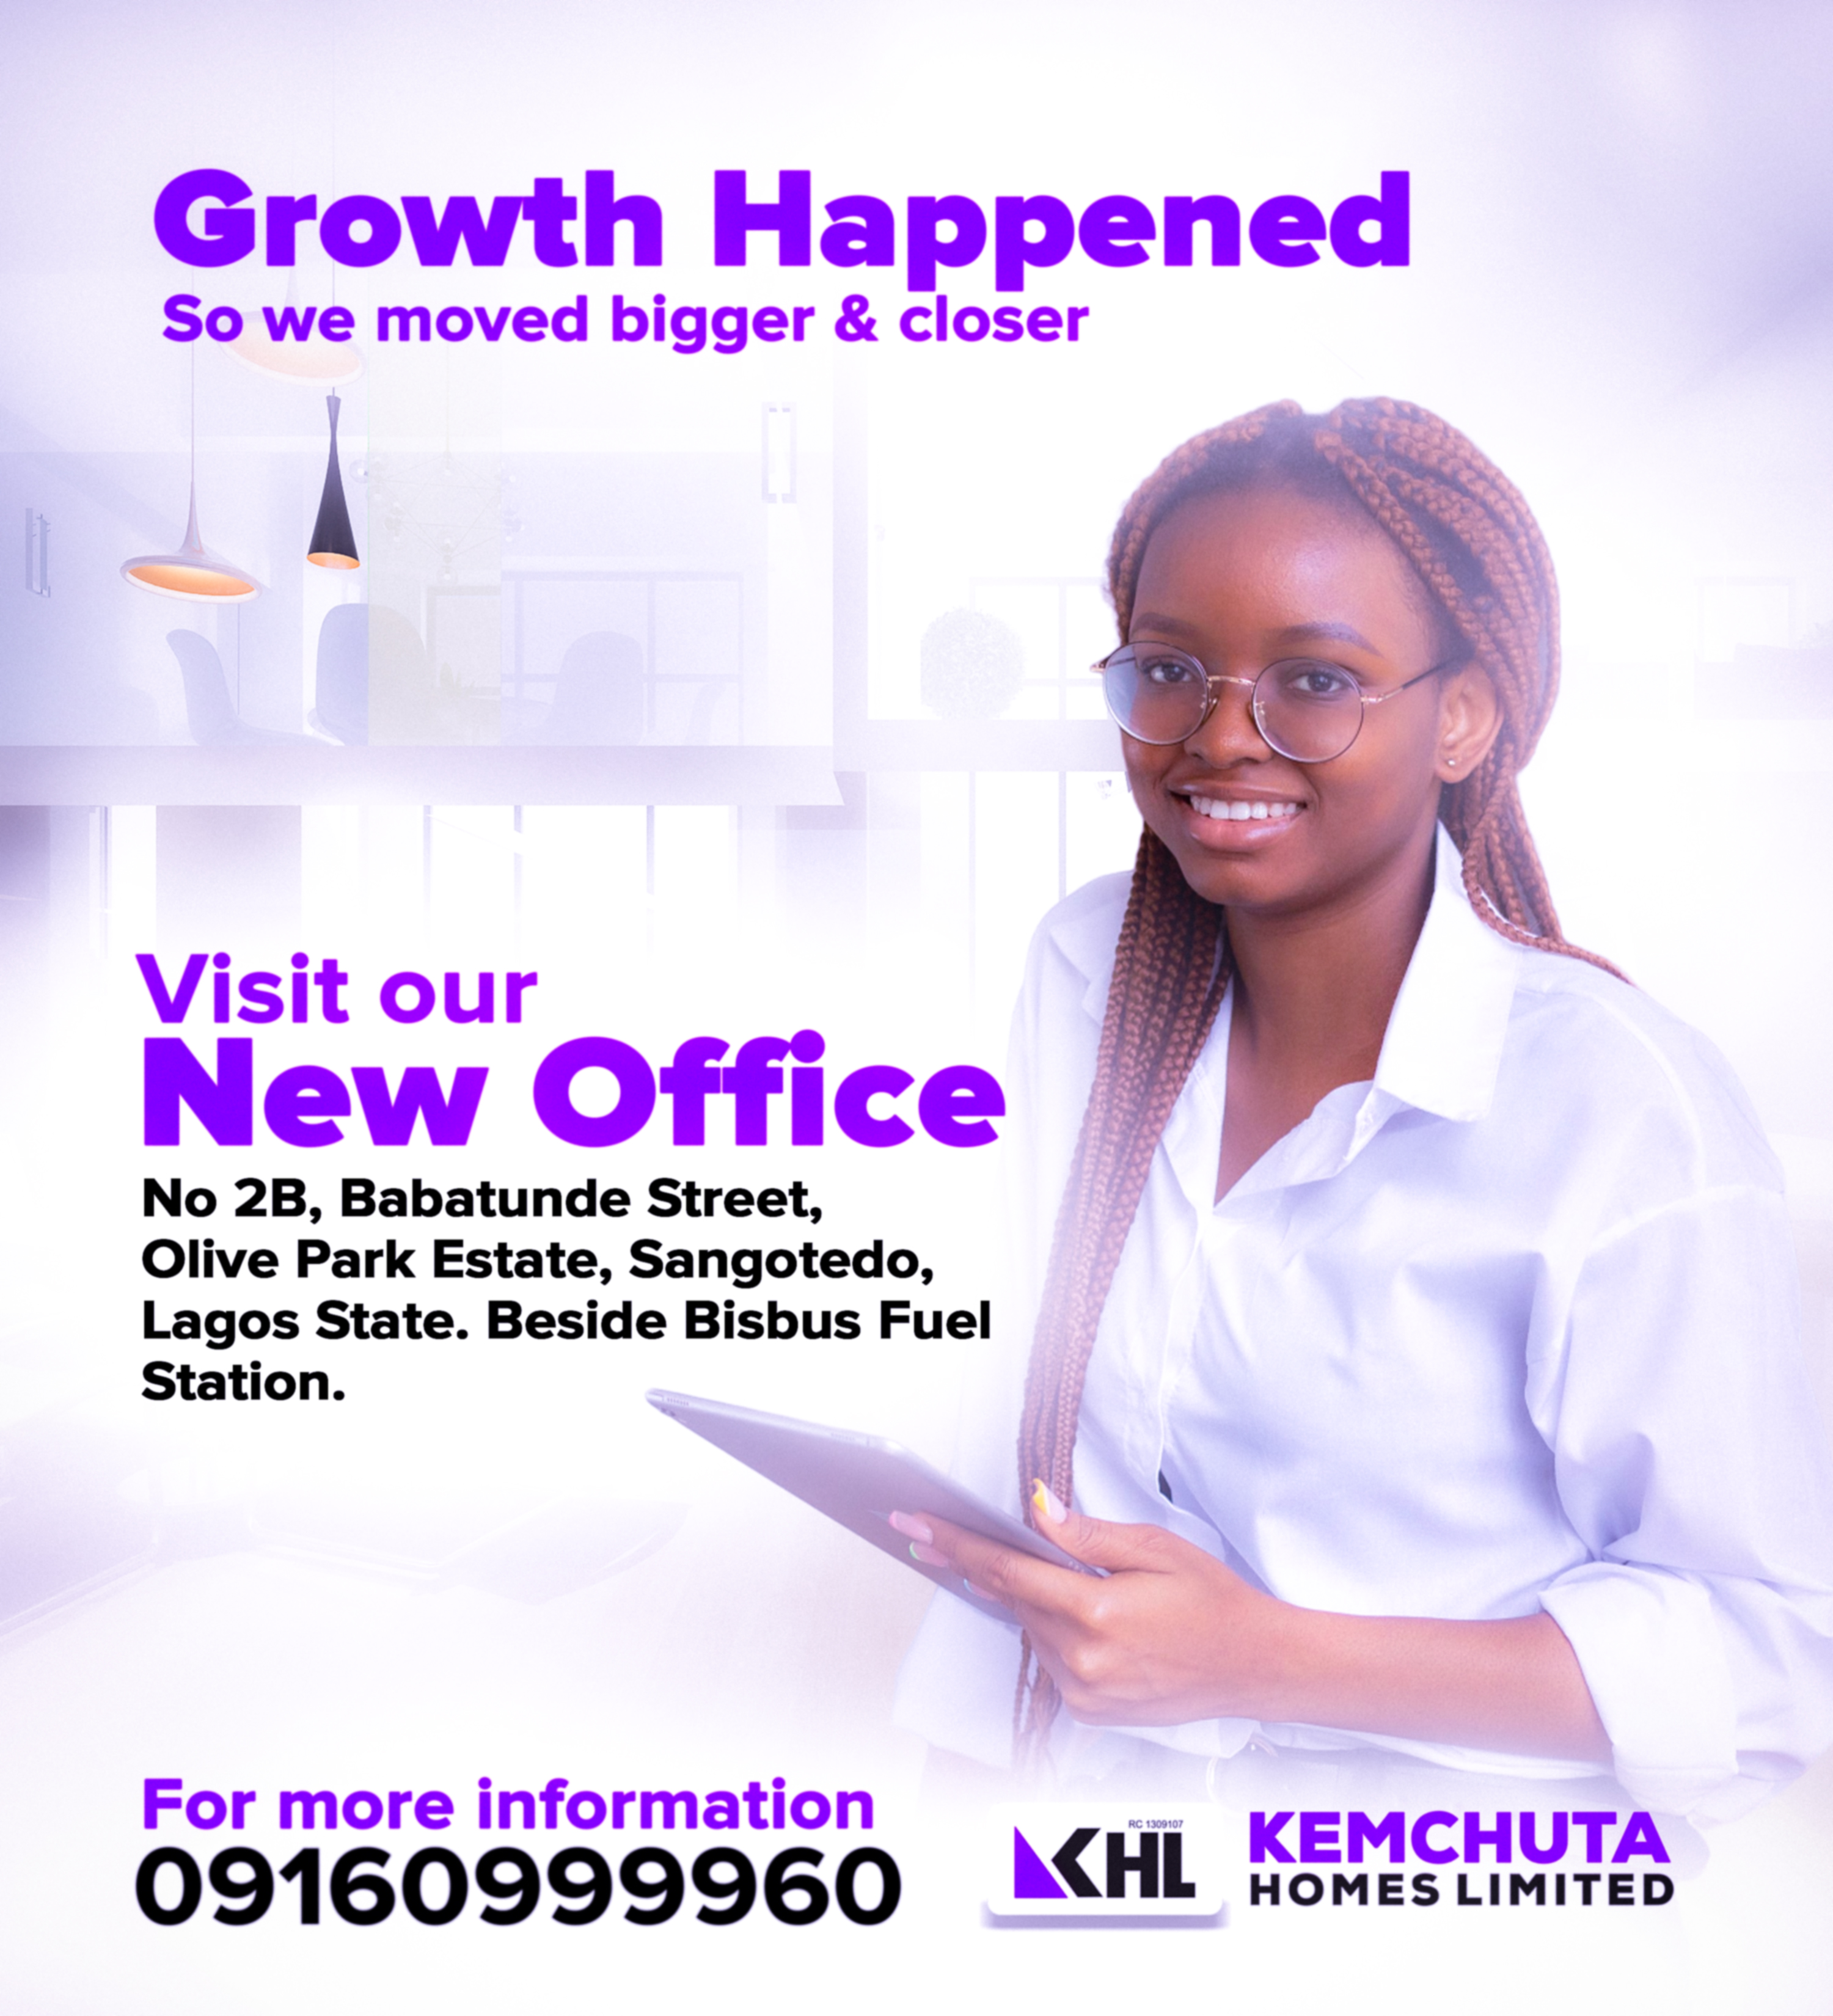 Growth Happened
So we moved bigger & closer
Visit our
New Office
No 2B, Babatunde Street,
Olive Park Estate, Sangotedo,
Lagos State. Beside Bisbus Fuel
Station.
For more information
09160999960
RC 1309107
KHL
KEMCHUTA
HOMES LIMITED